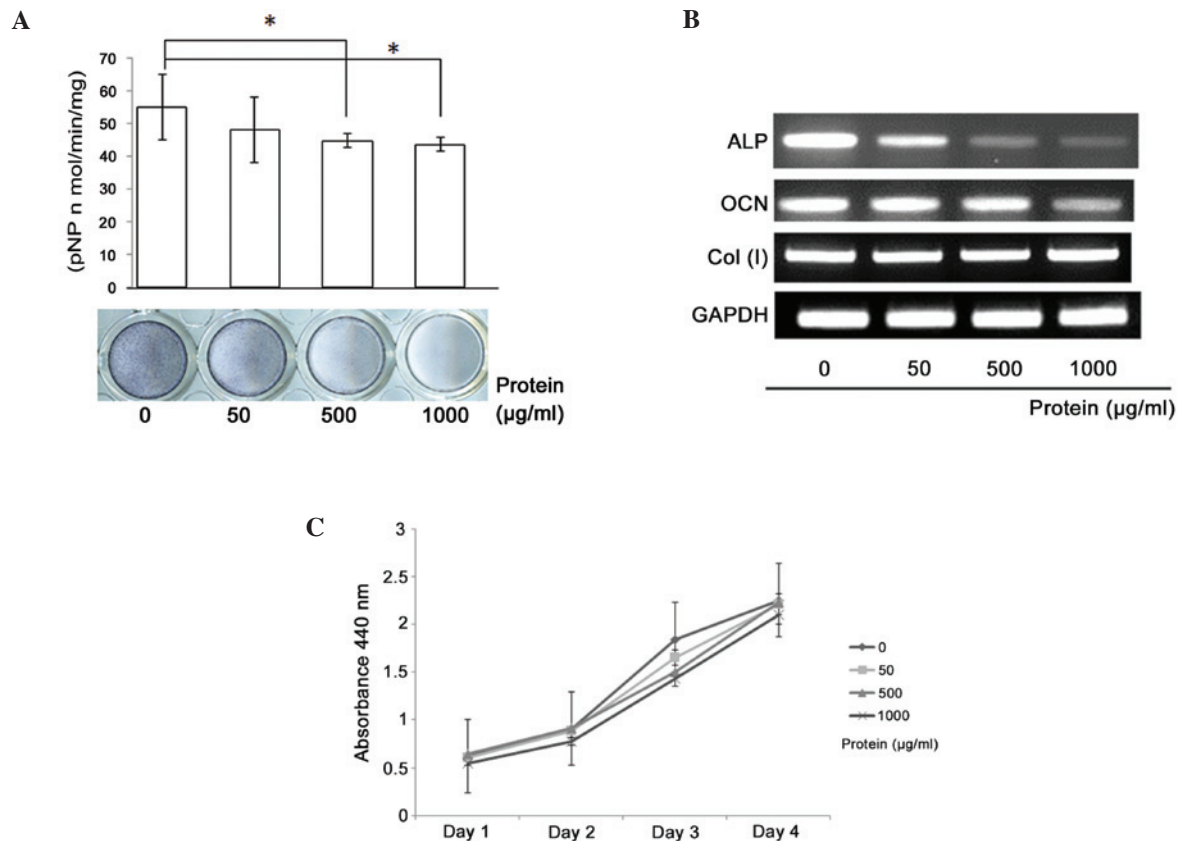 A
*
*
70
60
50
40
30
20
10
0
(pNP n mol/min/mg)
0 50 500 1000
Protein
(μg/ml)
B
ALP
OCN
Col (I)
GAPDH
0 50 500 1000
Protein (μg/ml)
C
3
2.5
2
1.5
1
0.5
0
Absorbance 440 nm
Day 1 Day 2 Day 3 Day 4
0
50
500
1000
Protein (μg/ml)